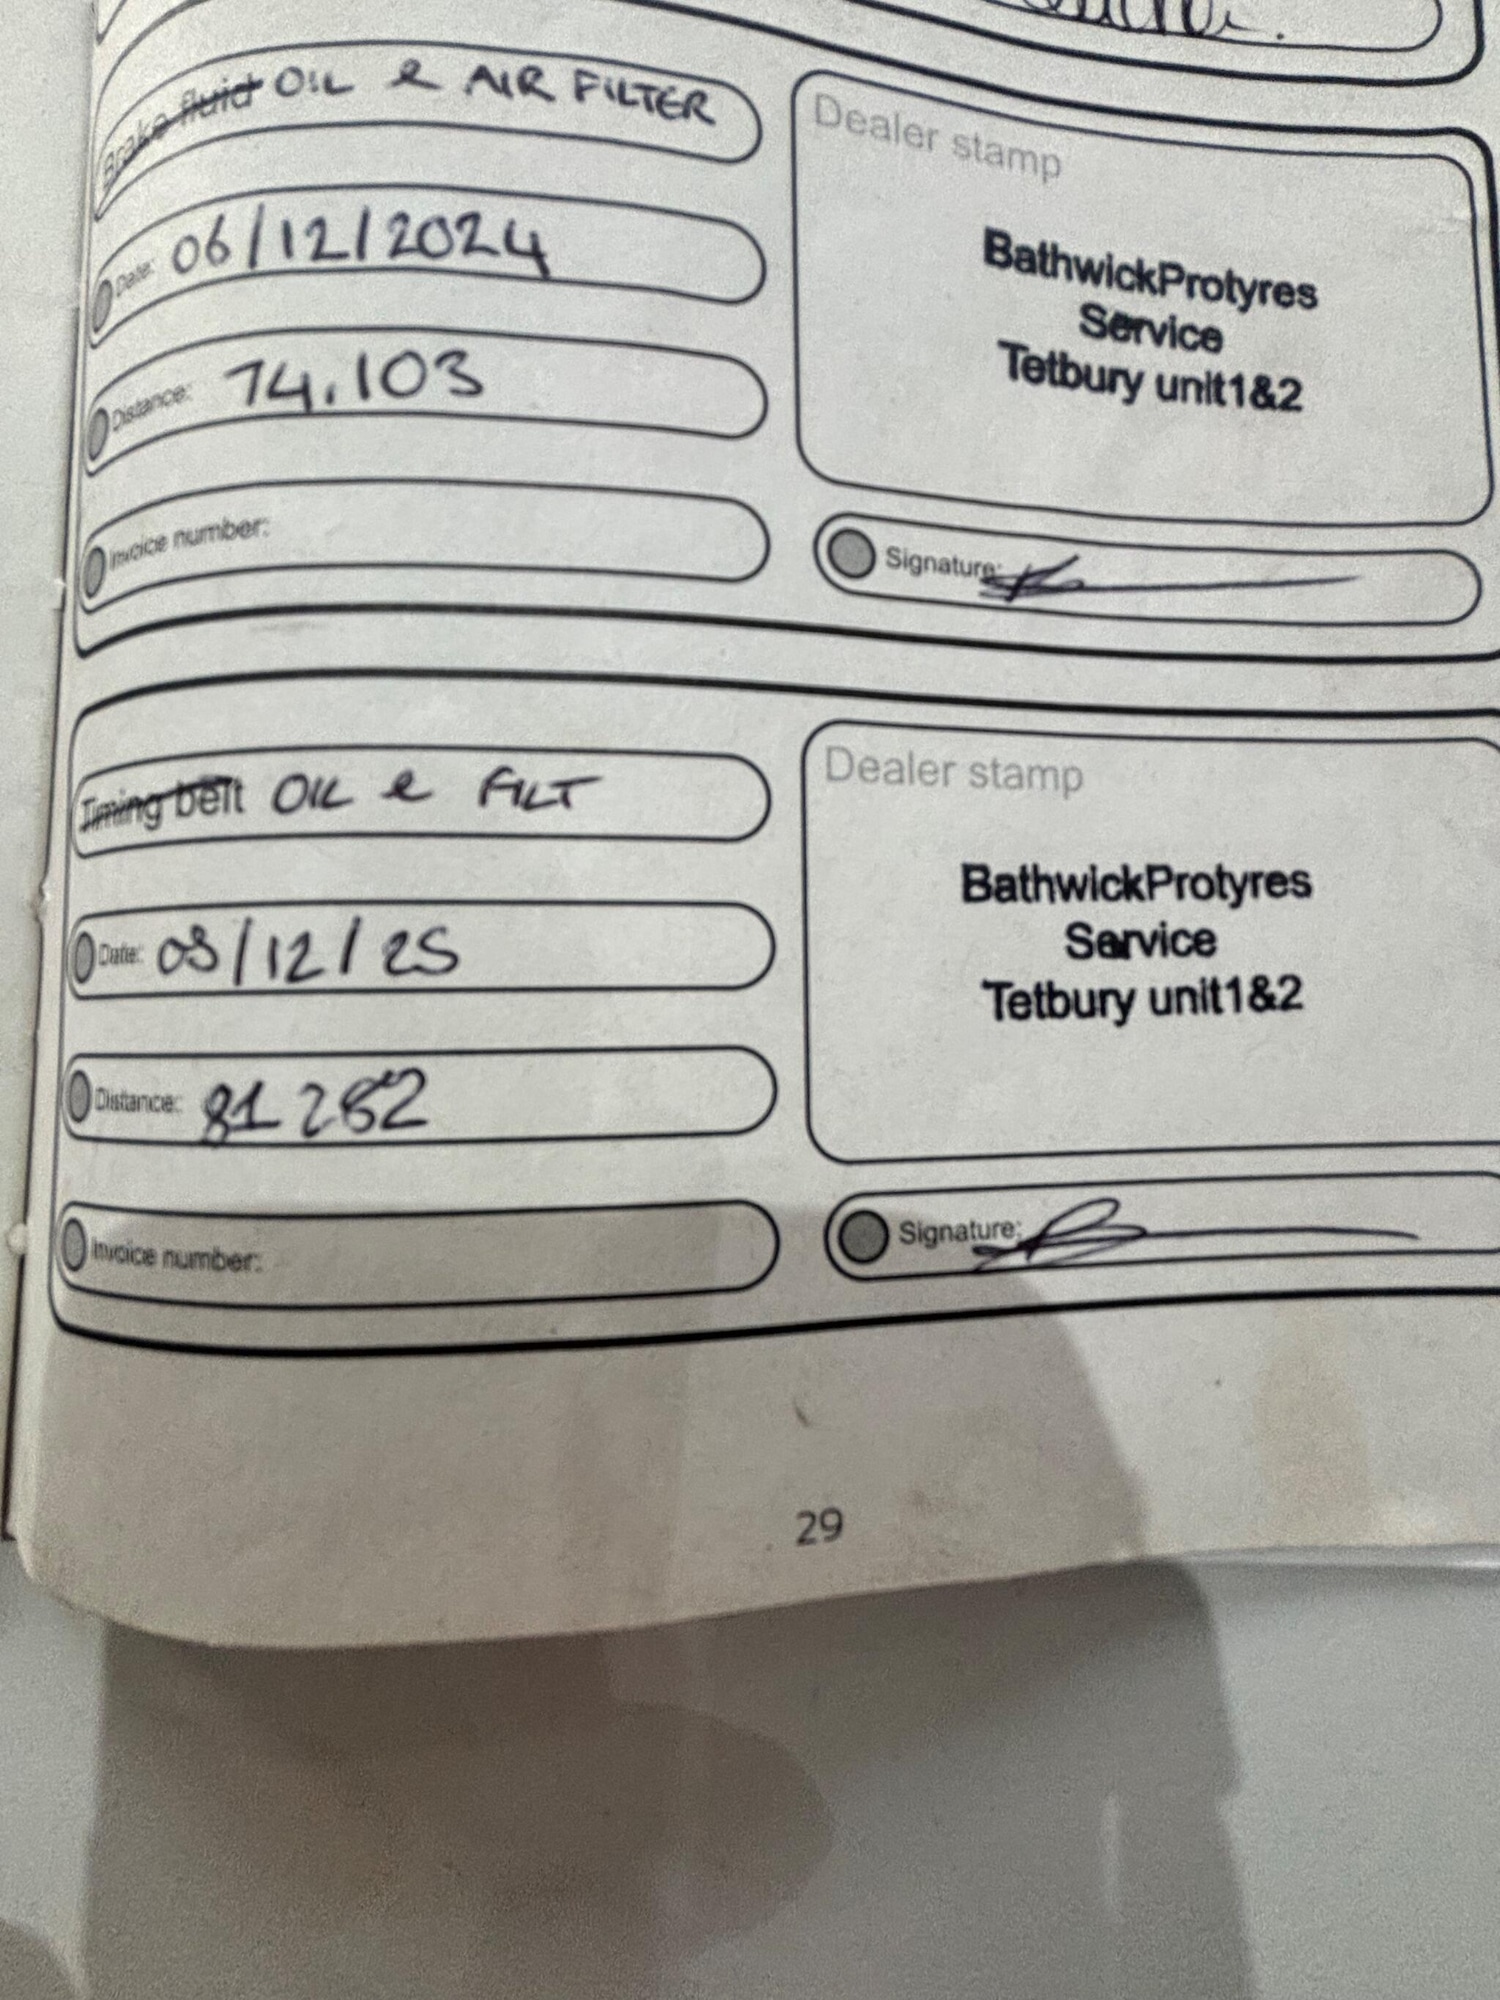 Brake fluid OIL & AIR FILTER
Dealer stamp
Date: 06/12/2024
BathwickProtyres
Service
Tetbury unit1&2
Distance: 74.103
Invoice number:
Signature:
Timing belt OIL & FILT
Dealer stamp
Date: 03/12/25
BathwickProtyres
Service
Tetbury unit1&2
Distance: 81282
Invoice number:
Signature:
29